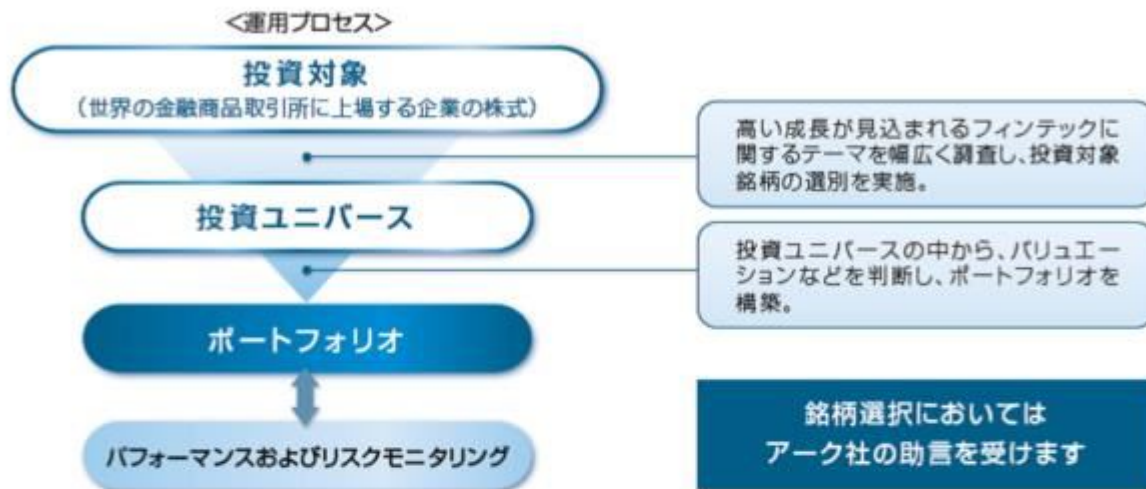 <運用プロセス>
投資対象
(世界の金融商品取引所に上場する企業の株式)
高い成長が見込まれるフィンテックに
関するテーマを幅広く調査し、投資対象
銘柄の選別を実施。
投資ユニバース
投資ユニバースの中から、バリュエー
ションなどを判断し、ポートフォリオを
構築。
ポートフォリオ
パフォーマンスおよびリスクモニタリング
銘柄選択においては
アーク社の助言を受けます